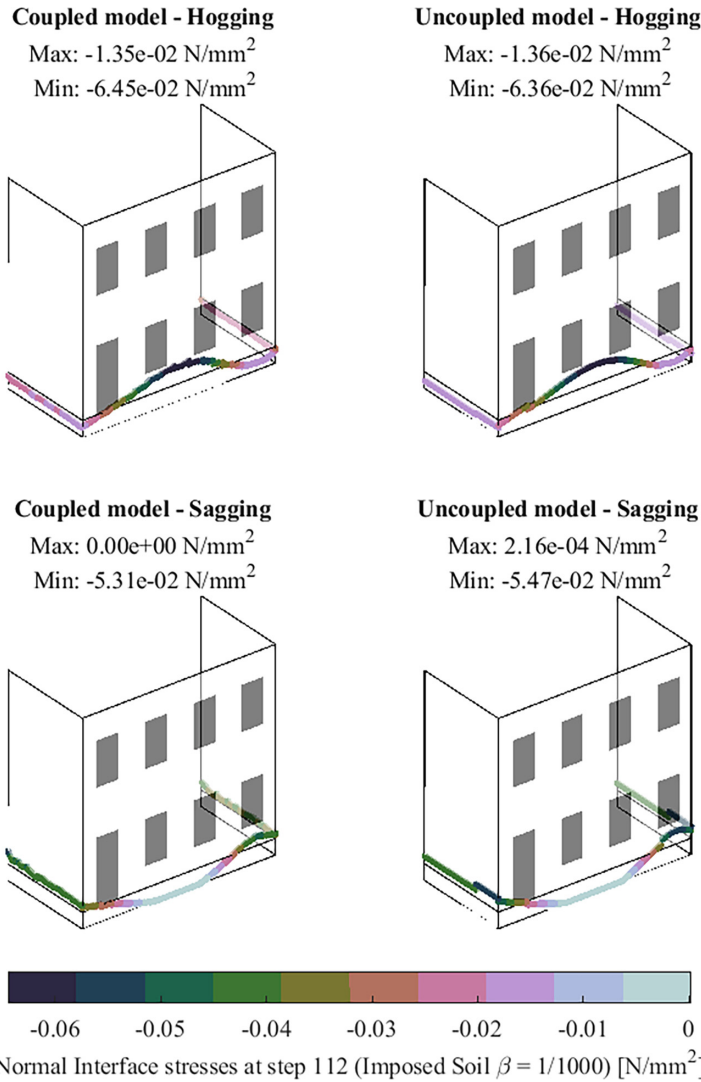 Coupled model - Hogging
Max: -1.35e-02 N/mm²
Min: -6.45e-02 N/mm²
Uncoupled model - Hogging
Max: -1.36e-02 N/mm²
Min: -6.36e-02 N/mm²
Coupled model - Sagging
Max: 0.00e+00 N/mm²
Min: -5.31e-02 N/mm²
Uncoupled model - Sagging
Max: 2.16e-04 N/mm²
Min: -5.47e-02 N/mm²
-0.06 -0.05 -0.04 -0.03 -0.02 -0.01 0
Normal Interface stresses at step 112 (Imposed Soil β = 1/1000) [N/mm²]